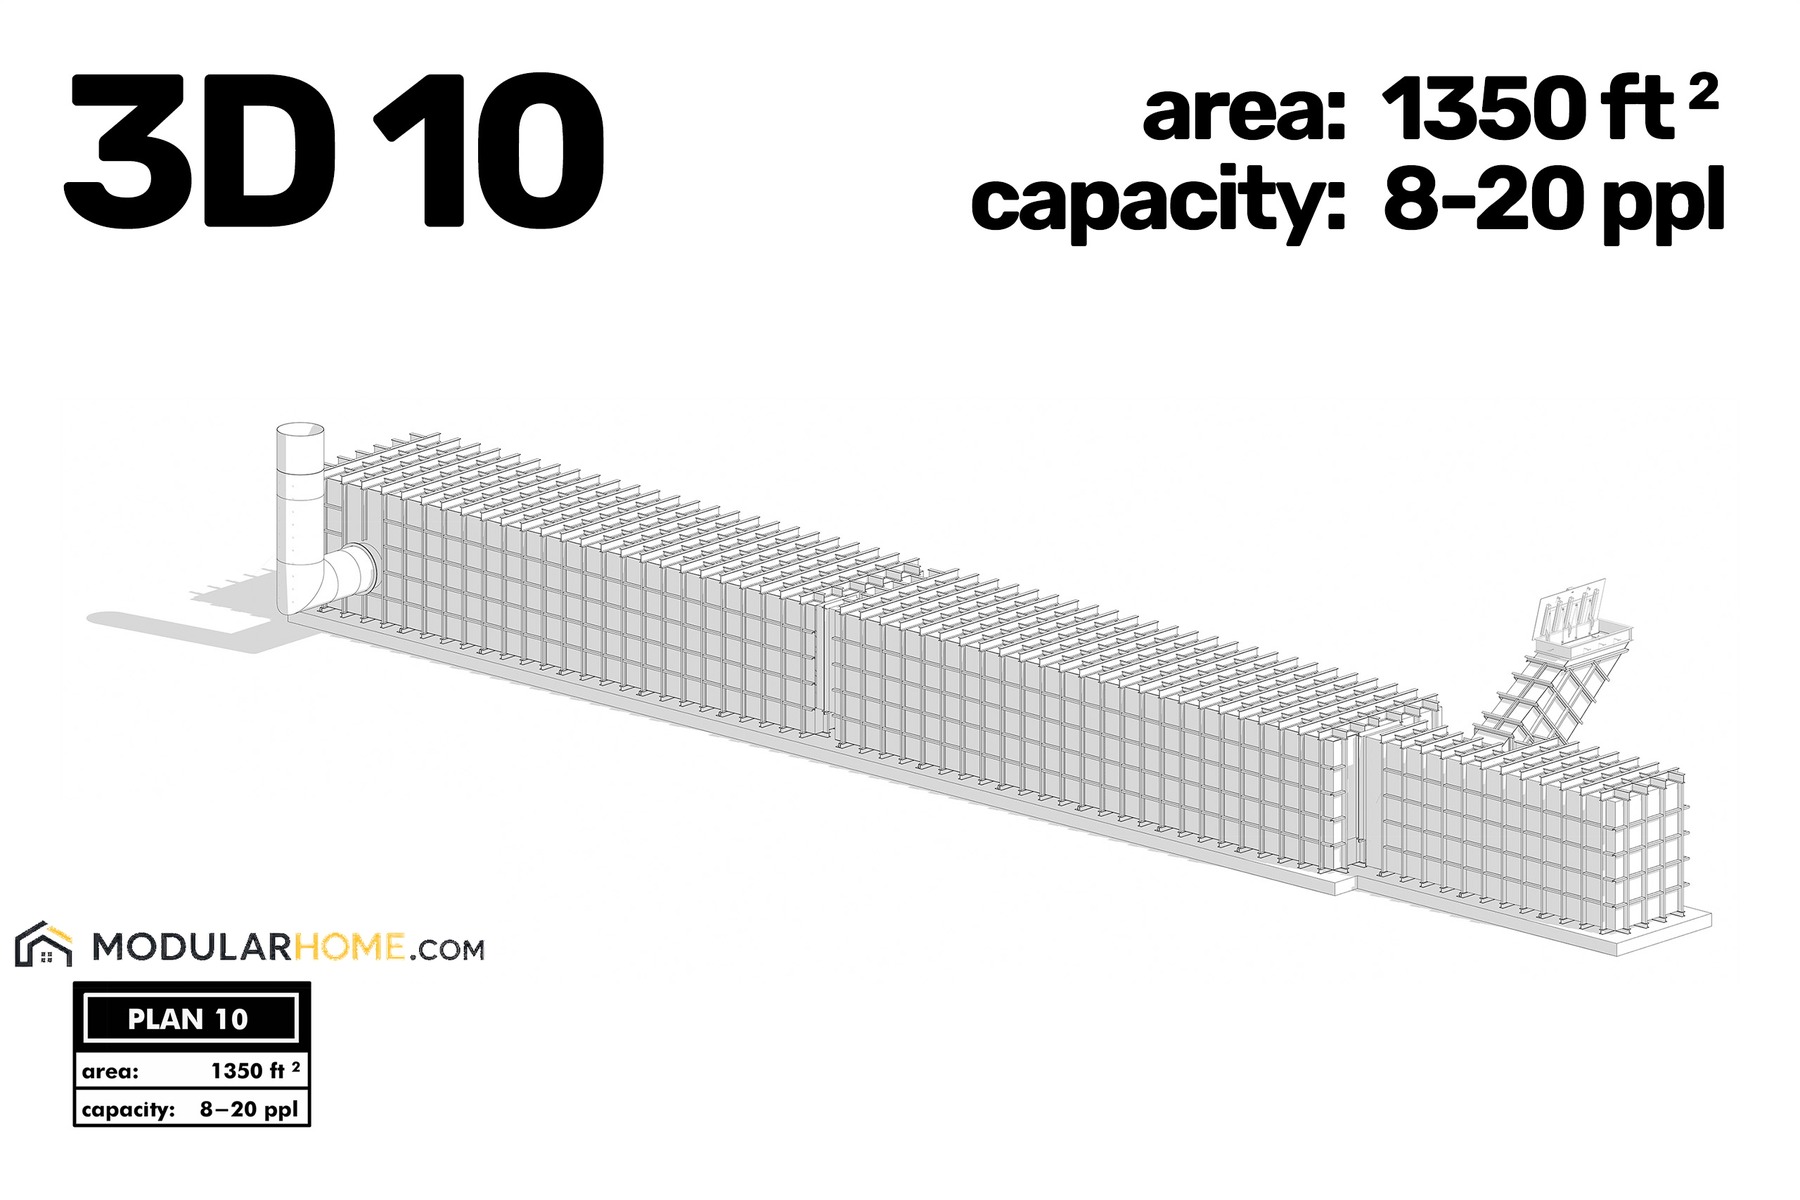 3D 10
area: 1350 ft ²
capacity: 8-20 ppl
MODULARHOME.COM
PLAN 10
area: 1350 ft ²
capacity: 8–20 ppl